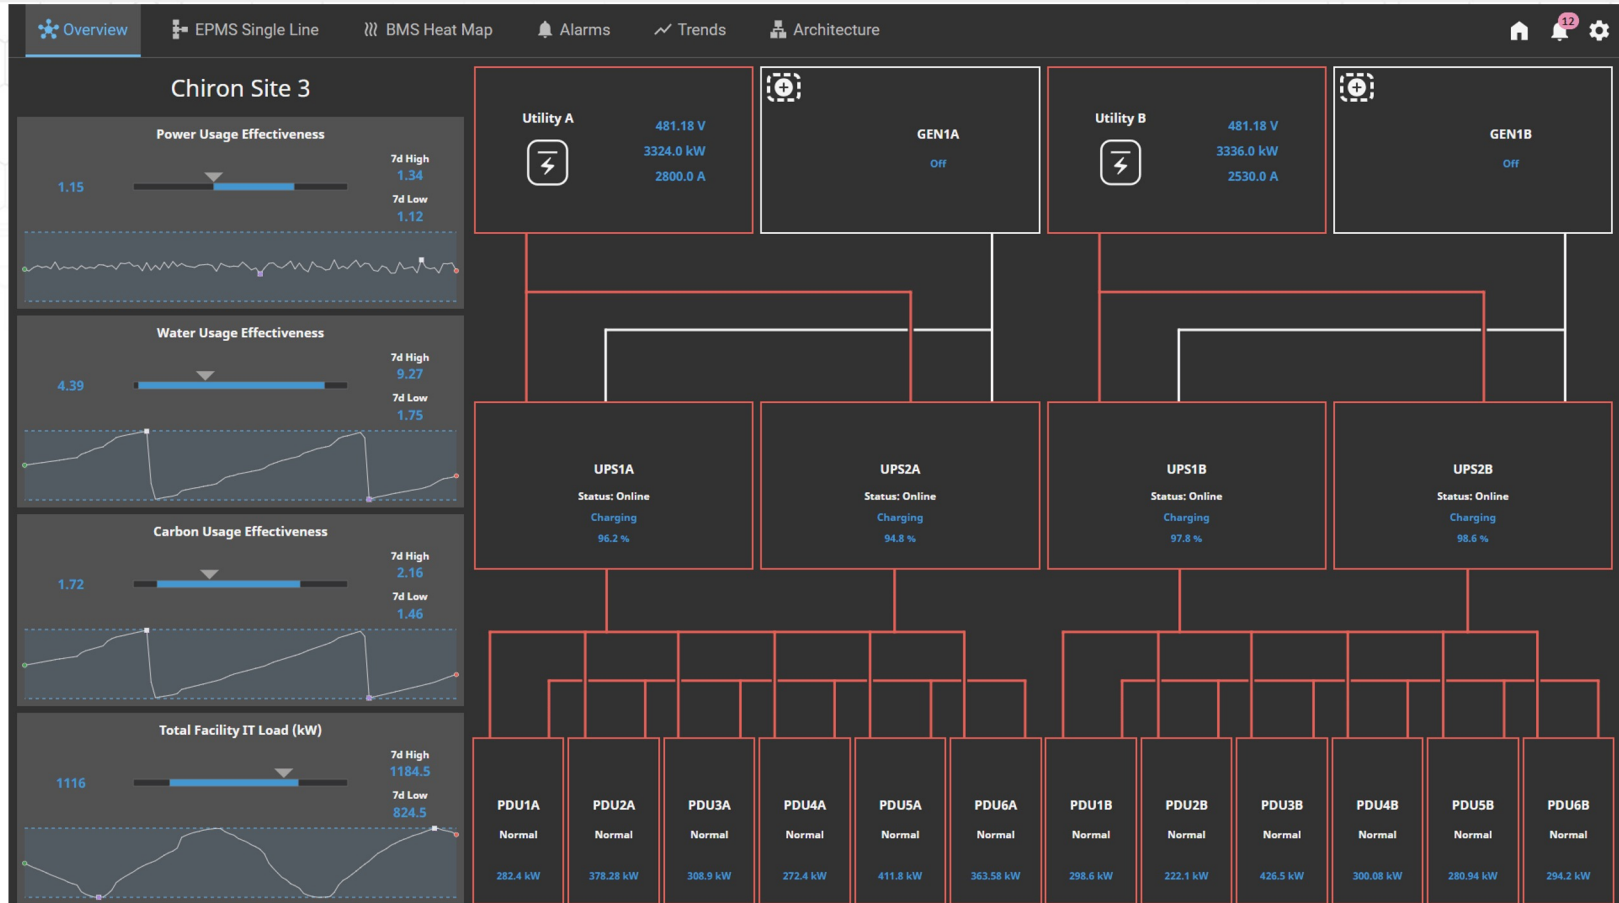 Overview
EPMS Single Line
BMS Heat Map
Alarms
Trends
Architecture
12
Chiron Site 3
Power Usage Effectiveness
1.15
7d High
1.34
7d Low
1.12
Water Usage Effectiveness
4.39
7d High
9.27
7d Low
1.75
Carbon Usage Effectiveness
1.72
7d High
2.16
7d Low
1.46
Total Facility IT Load (kW)
1116
7d High
1184.5
7d Low
824.5
Utility A
481.18 V
3324.0 kW
2800.0 A
GEN1A
Off
Utility B
481.18 V
3336.0 kW
2530.0 A
GEN1B
Off
UPS1A
Status: Online
Charging
96.2 %
UPS2A
Status: Online
Charging
94.8 %
UPS1B
Status: Online
Charging
97.8 %
UPS2B
Status: Online
Charging
98.6 %
PDU1A
Normal
282.4 kW
PDU2A
Normal
378.28 kW
PDU3A
Normal
308.9 kW
PDU4A
Normal
272.4 kW
PDU5A
Normal
411.8 kW
PDU6A
Normal
363.58 kW
PDU1B
Normal
298.6 kW
PDU2B
Normal
222.1 kW
PDU3B
Normal
426.5 kW
PDU4B
Normal
300.08 kW
PDU5B
Normal
280.94 kW
PDU6B
Normal
294.2 kW